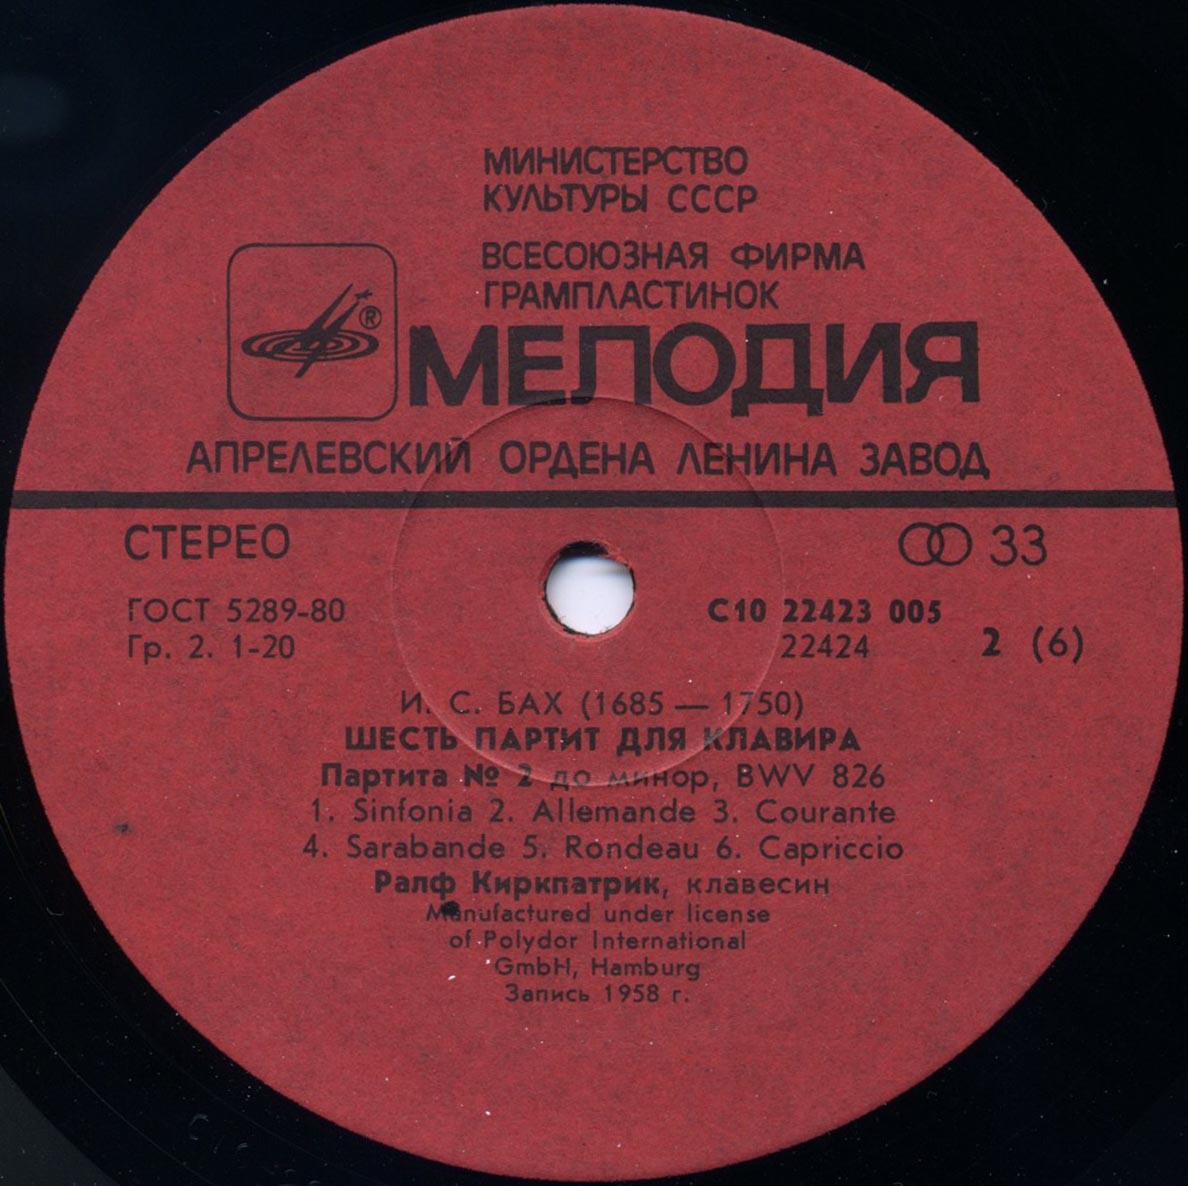 МИНИСТЕРСТВО
КУЛЬТУРЫ СССР
ВСЕСОЮЗНАЯ ФИРМА
ГРАМПЛАСТИНОК
®
МЕЛОДИЯ
АПРЕЛЕВСКИЙ ОРДЕНА ЛЕНИНА ЗАВОД
СТЕРЕО
33
ГОСТ 5289-80
С10 22423 005
Гр. 2. 1-20
22424
2 (6)
И. С. БАХ (1685 — 1750)
ШЕСТЬ ПАРТИТ ДЛЯ КЛАВИРА
Партита № 2 до минор, BWV 826
1. Sinfonia 2. Allemande 3. Courante
4. Sarabande 5. Rondeau 6. Capriccio
Ралф Киркпатрик, клавесин
Manufactured under license
of Polydor International
GmbH, Hamburg
Запись 1958 г.